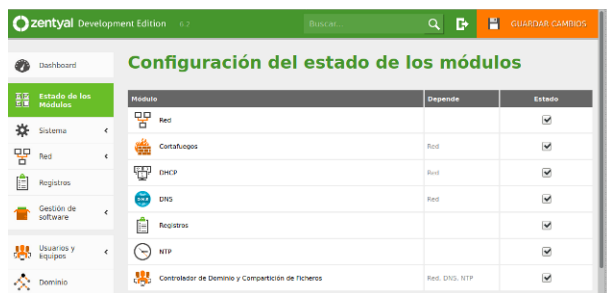 zentyal Development Edition 6.2
Buscar...
GUARDAR CAMBIOS
Dashboard
Estado de los
Módulos
Sistema
Red
Registros
Gestión de
software
Usuarios y
Equipos
Dominio
Configuración del estado de los módulos
Módulo Depende Estado
Red
Cortafuegos Red
DHCP Red
DNS Red
Registros
NTP
Controlador de Dominio y Compartición de Ficheros Red, DNS, NTP